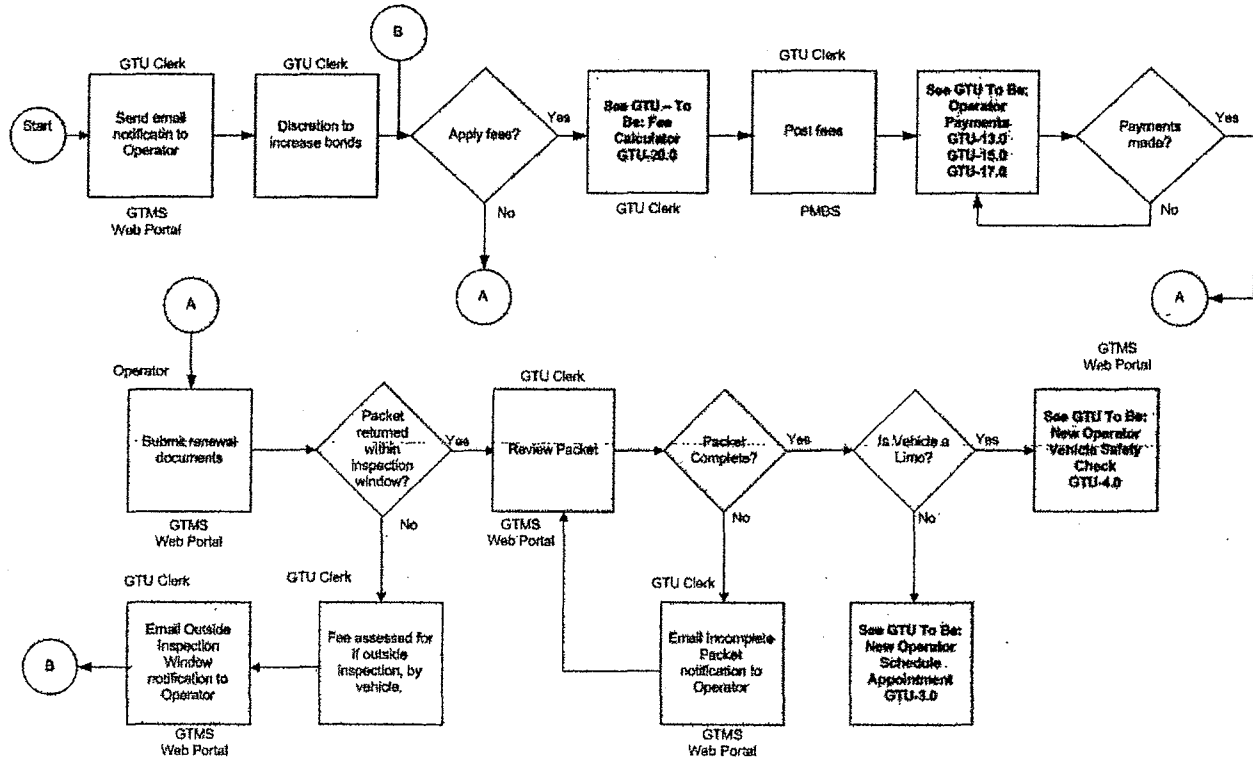 B
GTU Clerk
GTU Clerk
GTU Clerk
Start
Send email
notificatin to
Operator
Discretion to
increase bonds
Apply fees?
Yes
See GTU – To
Be: Fee
Calculator
GTU-20.0
Post fees
See GTU To Be:
Operator
Payments
GTU-13.0
GTU-15.0
GTU-17.0
Payments
made?
Yes
GTMS
Web Portal
No
GTU Clerk
PMBS
No
A
A
A
GTMS
Web Portal
Operator
Submit renewal
documents
Packet
returned
within
inspection
window?
Yes
GTU Clerk
Review Packet
Packet
Complete?
Yes
Is Vehicle a
Limo?
Yes
See GTU To Be:
New Operator
Vehicle Safety
Check
GTU-4.0
GTMS
Web Portal
No
GTMS
Web Portal
No
No
GTU Clerk
GTU Clerk
GTU Clerk
B
Email Outside
Inspection
Window
notification to
Operator
Fee assessed for
if outside
inspection, by
vehicle.
Email Incomplete
Packet
notification to
Operator
See GTU To Be:
New Operator
Schedule
Appointment
GTU-3.0
GTMS
Web Portal
GTMS
Web Portal